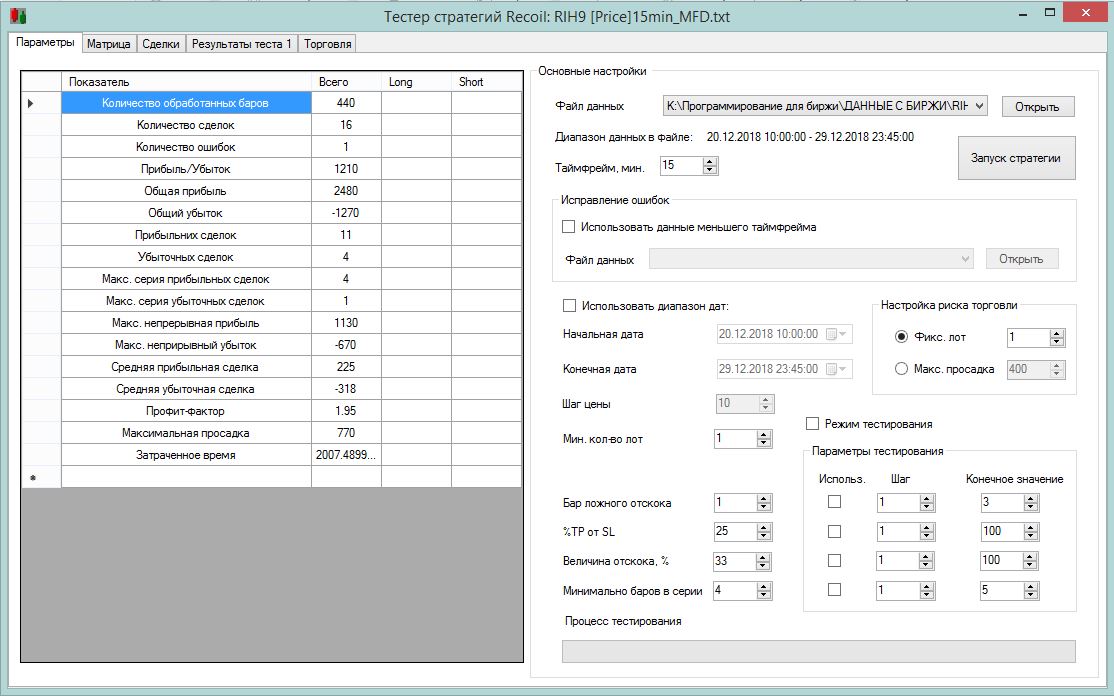 Тестер стратегий Recoil: RIH9 [Price]15min_MFD.txt
Параметры Матрица Сделки Результаты теста 1 Торговля
Показатель Всего Long Short
Количество обработанных баров 440
Количество сделок 16
Количество ошибок 1
Прибыль/Убыток 1210
Общая прибыль 2480
Общий убыток -1270
Прибыльних сделок 11
Убыточных сделок 4
Макс. серия прибыльных сделок 4
Макс. серия убыточных сделок 1
Макс. непрерывная прибыль 1130
Макс. неприрывный убыток -670
Средняя прибыльная сделка 225
Средняя убыточная сделка -318
Профит-фактор 1.95
Максимальная просадка 770
Затраченное время 2007.4899...
Основные настройки
Файл данных K:\Программирование для биржи\ДАННЫЕ С БИРЖИ\RIH Открыть
Диапазон данных в файле: 20.12.2018 10:00:00 - 29.12.2018 23:45:00
Таймфрейм, мин. 15
Запуск стратегии
Исправление ошибок
Использовать данные меньшего таймфрейма
Файл данных Открыть
Использовать диапазон дат:
Начальная дата 20.12.2018 10:00:00
Конечная дата 29.12.2018 23:45:00
Шаг цены 10
Мин. кол-во лот 1
Настройка риска торговли
Фикс. лот 1
Макс. просадка 400
Режим тестирования
Параметры тестирования
Использ. Шаг Конечное значение
Бар ложного отскока 1 1 3
%TP от SL 25 1 100
Величина отскока, % 33 1 100
Минимально баров в серии 4 1 5
Процесс тестирования